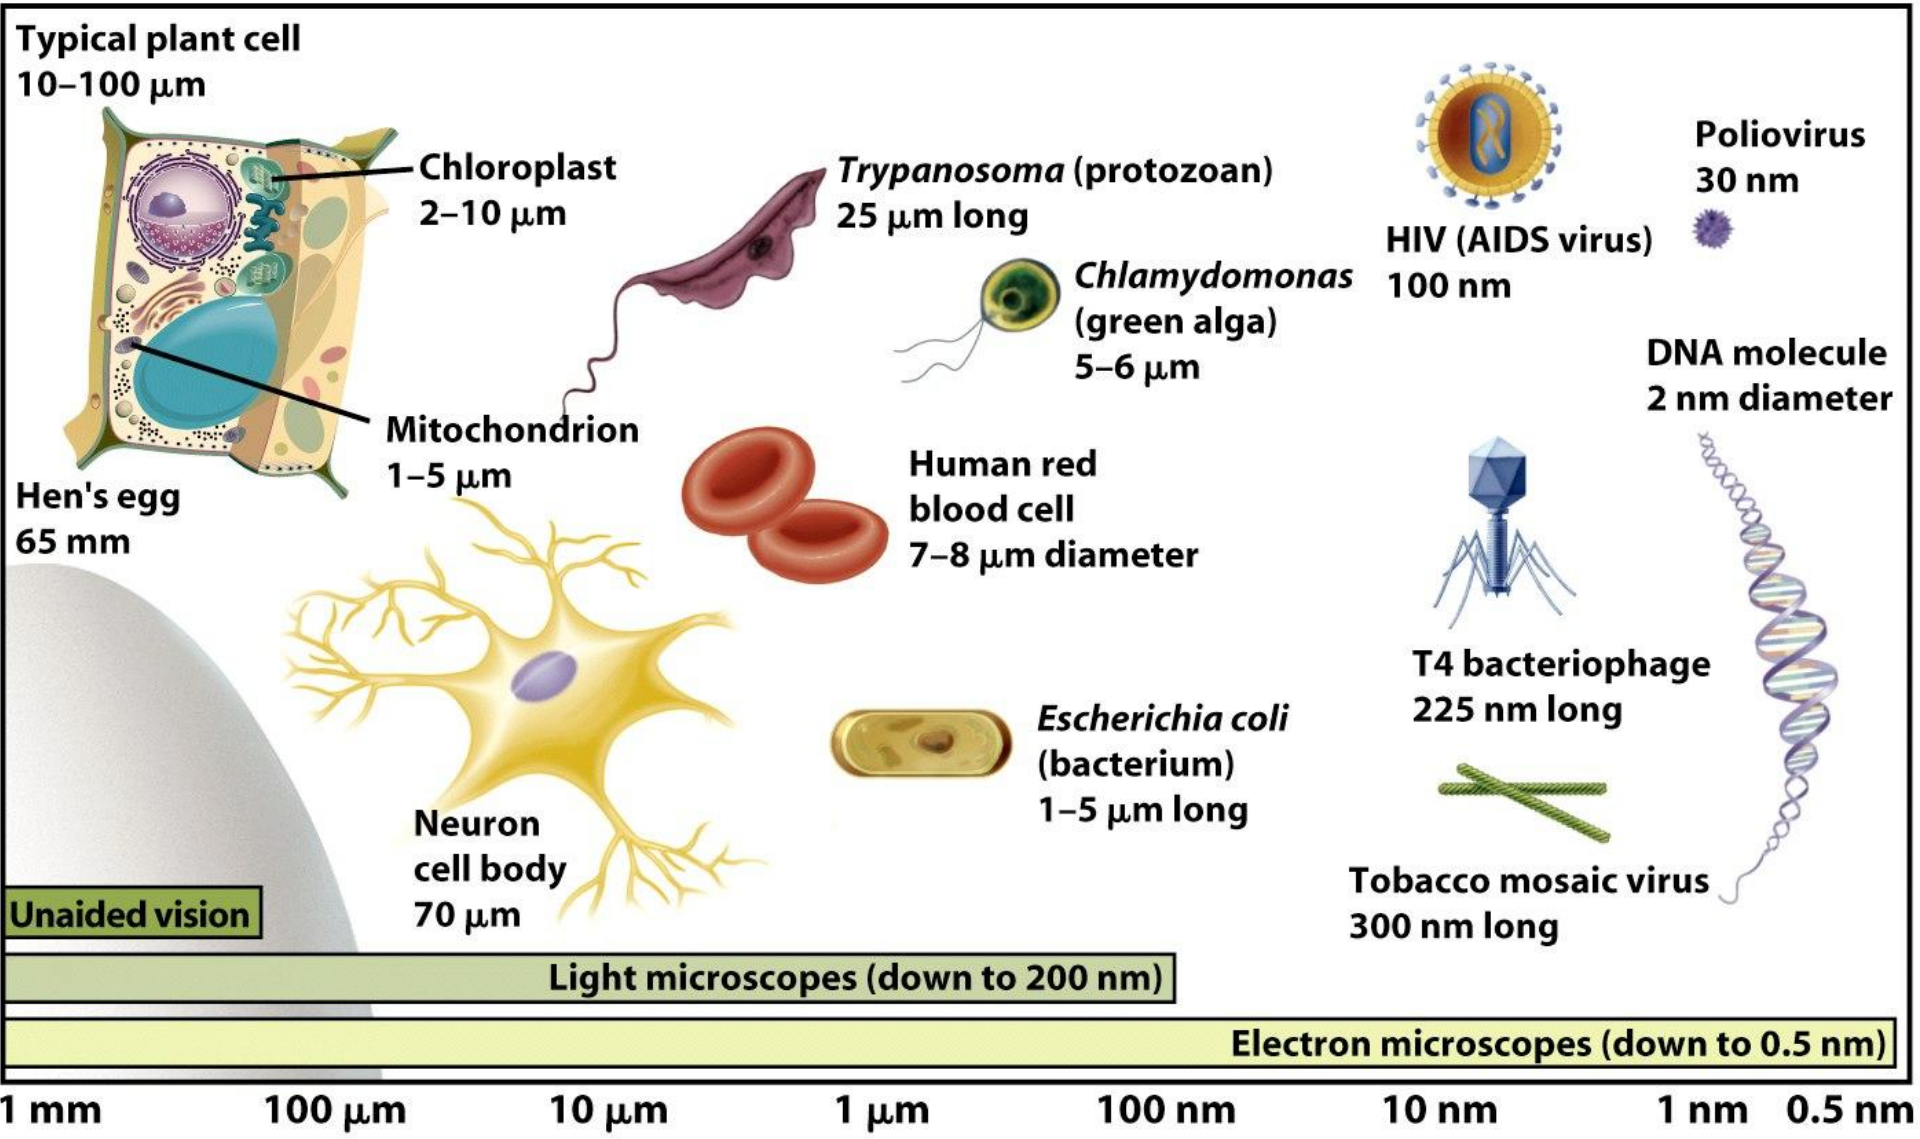 Typical plant cell
10–100 μm
Chloroplast
2–10 μm
Mitochondrion
1–5 μm
Hen's egg
65 mm
Trypanosoma (protozoan)
25 μm long
Chlamydomonas
(green alga)
5–6 μm
Human red
blood cell
7–8 μm diameter
Neuron
cell body
70 μm
Escherichia coli
(bacterium)
1–5 μm long
HIV (AIDS virus)
100 nm
Poliovirus
30 nm
DNA molecule
2 nm diameter
T4 bacteriophage
225 nm long
Tobacco mosaic virus
300 nm long
Unaided vision
Light microscopes (down to 200 nm)
Electron microscopes (down to 0.5 nm)
1 mm 100 μm 10 μm 1 μm 100 nm 10 nm 1 nm 0.5 nm